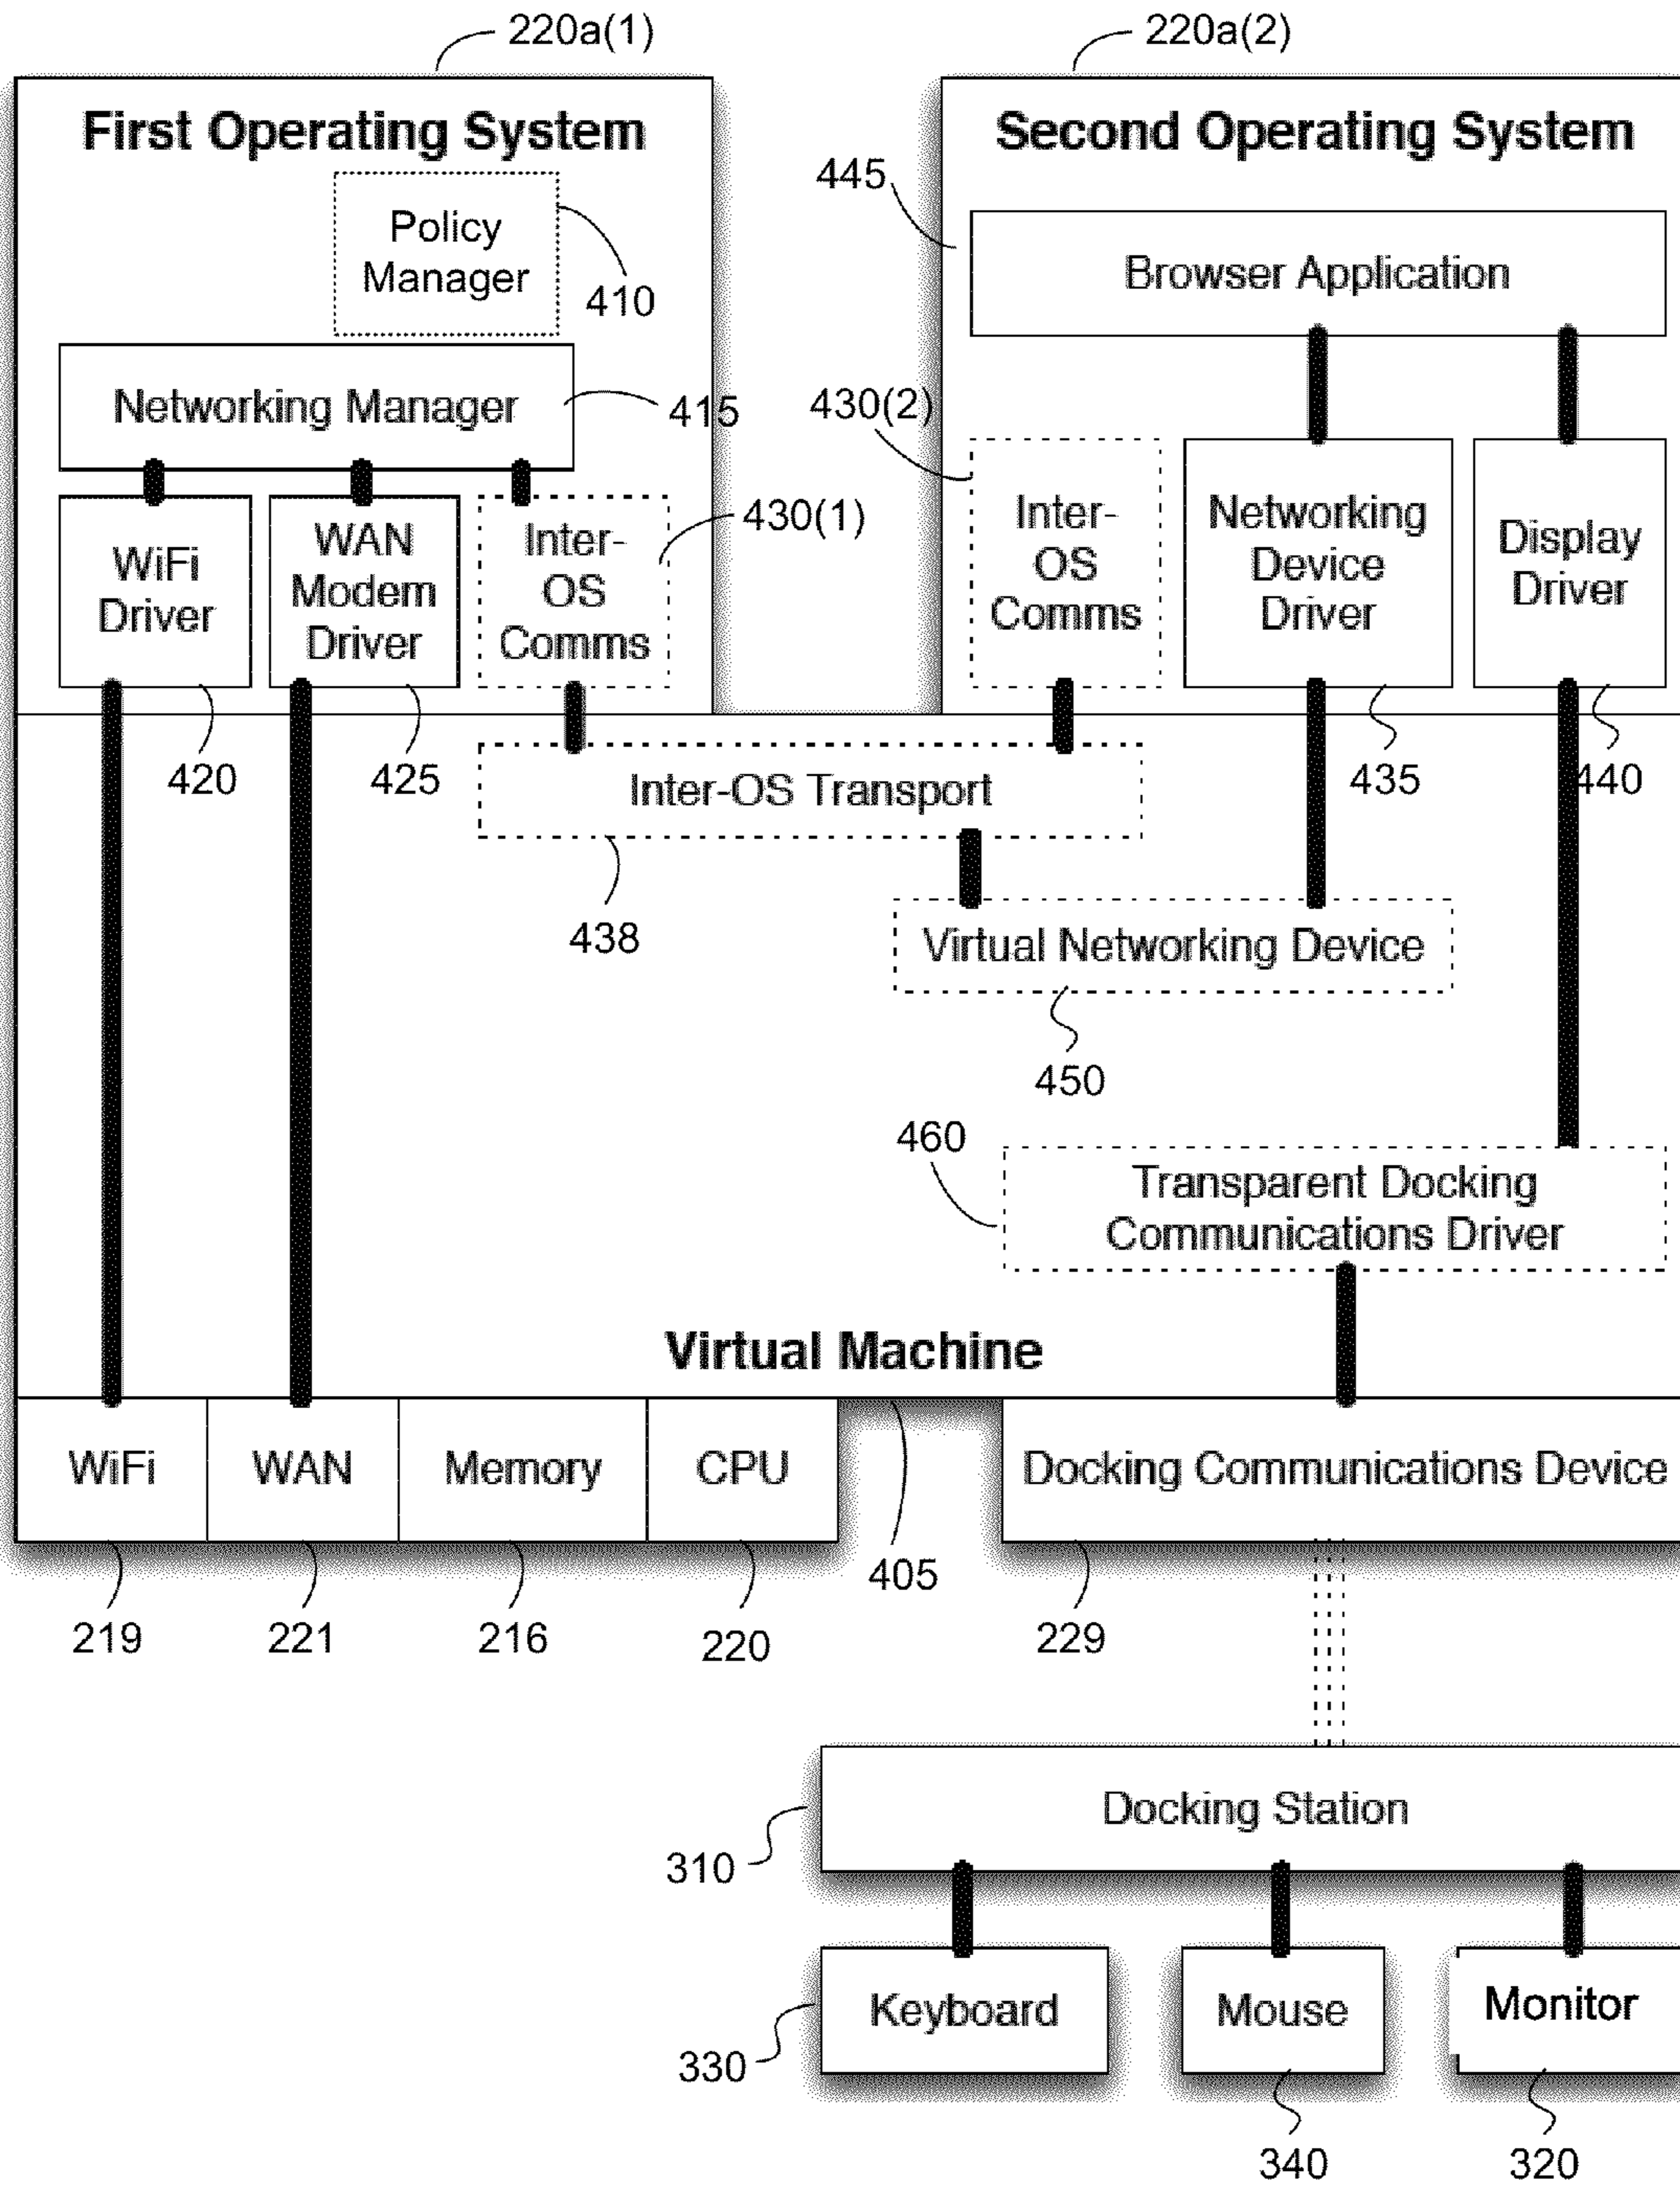 220a(1)
220a(2)
First Operating System
Second Operating System
445
Policy
Manager
410
Browser Application
Networking Manager
415
430(2)
430(1)
WiFi
Driver
WAN
Modem
Driver
Inter-
OS
Comms
Inter-
OS
Comms
Networking
Device
Driver
Display
Driver
420
425
435
440
Inter-OS Transport
438
Virtual Networking Device
450
460
Transparent Docking
Communications Driver
Virtual Machine
WiFi
WAN
Memory
CPU
Docking Communications Device
405
219
221
216
220
229
Docking Station
310
Keyboard
Mouse
Monitor
330
340
320